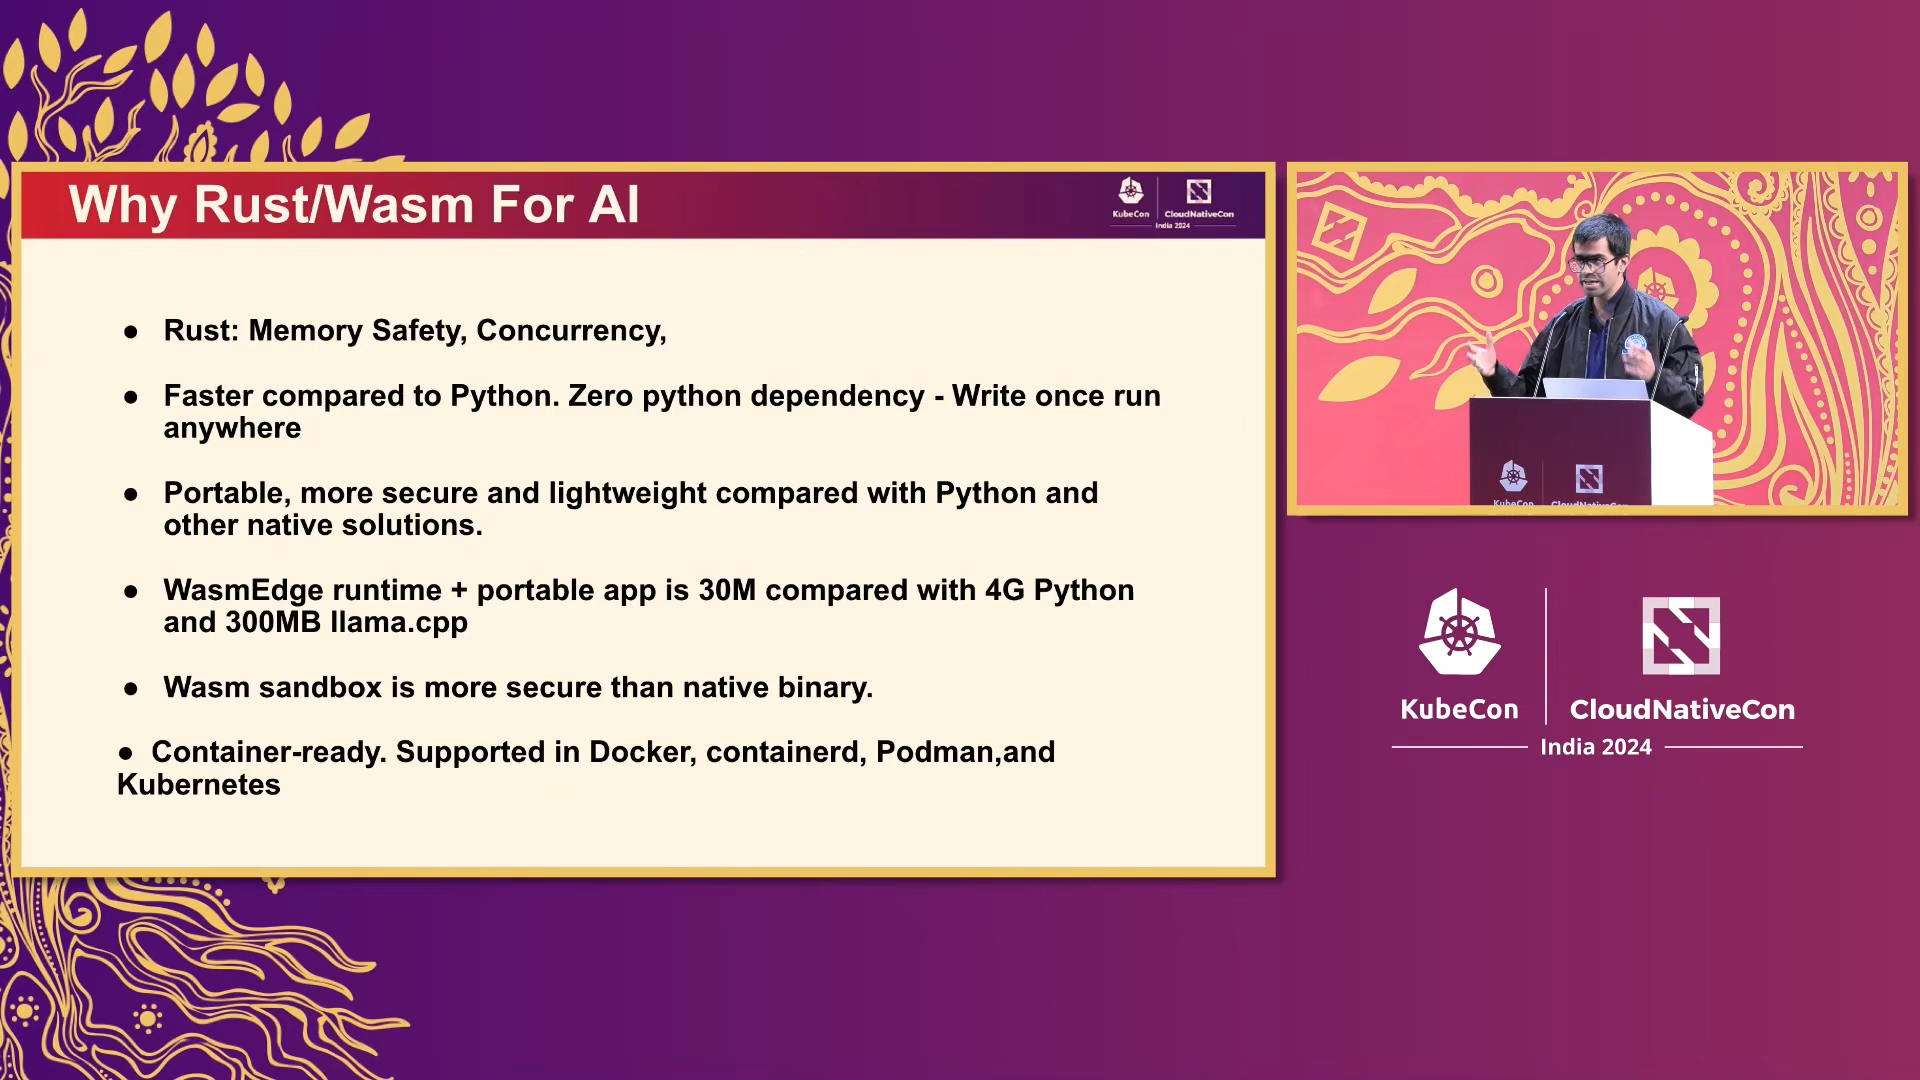 Why Rust/Wasm For AI
KubeCon
CloudNativeCon
India 2024
● Rust: Memory Safety, Concurrency,
● Faster compared to Python. Zero python dependency - Write once run
anywhere
● Portable, more secure and lightweight compared with Python and
other native solutions.
● WasmEdge runtime + portable app is 30M compared with 4G Python
and 300MB llama.cpp
● Wasm sandbox is more secure than native binary.
● Container-ready. Supported in Docker, containerd, Podman,and
Kubernetes
KubeCon
CloudNativeCon
KubeCon
CloudNativeCon
India 2024